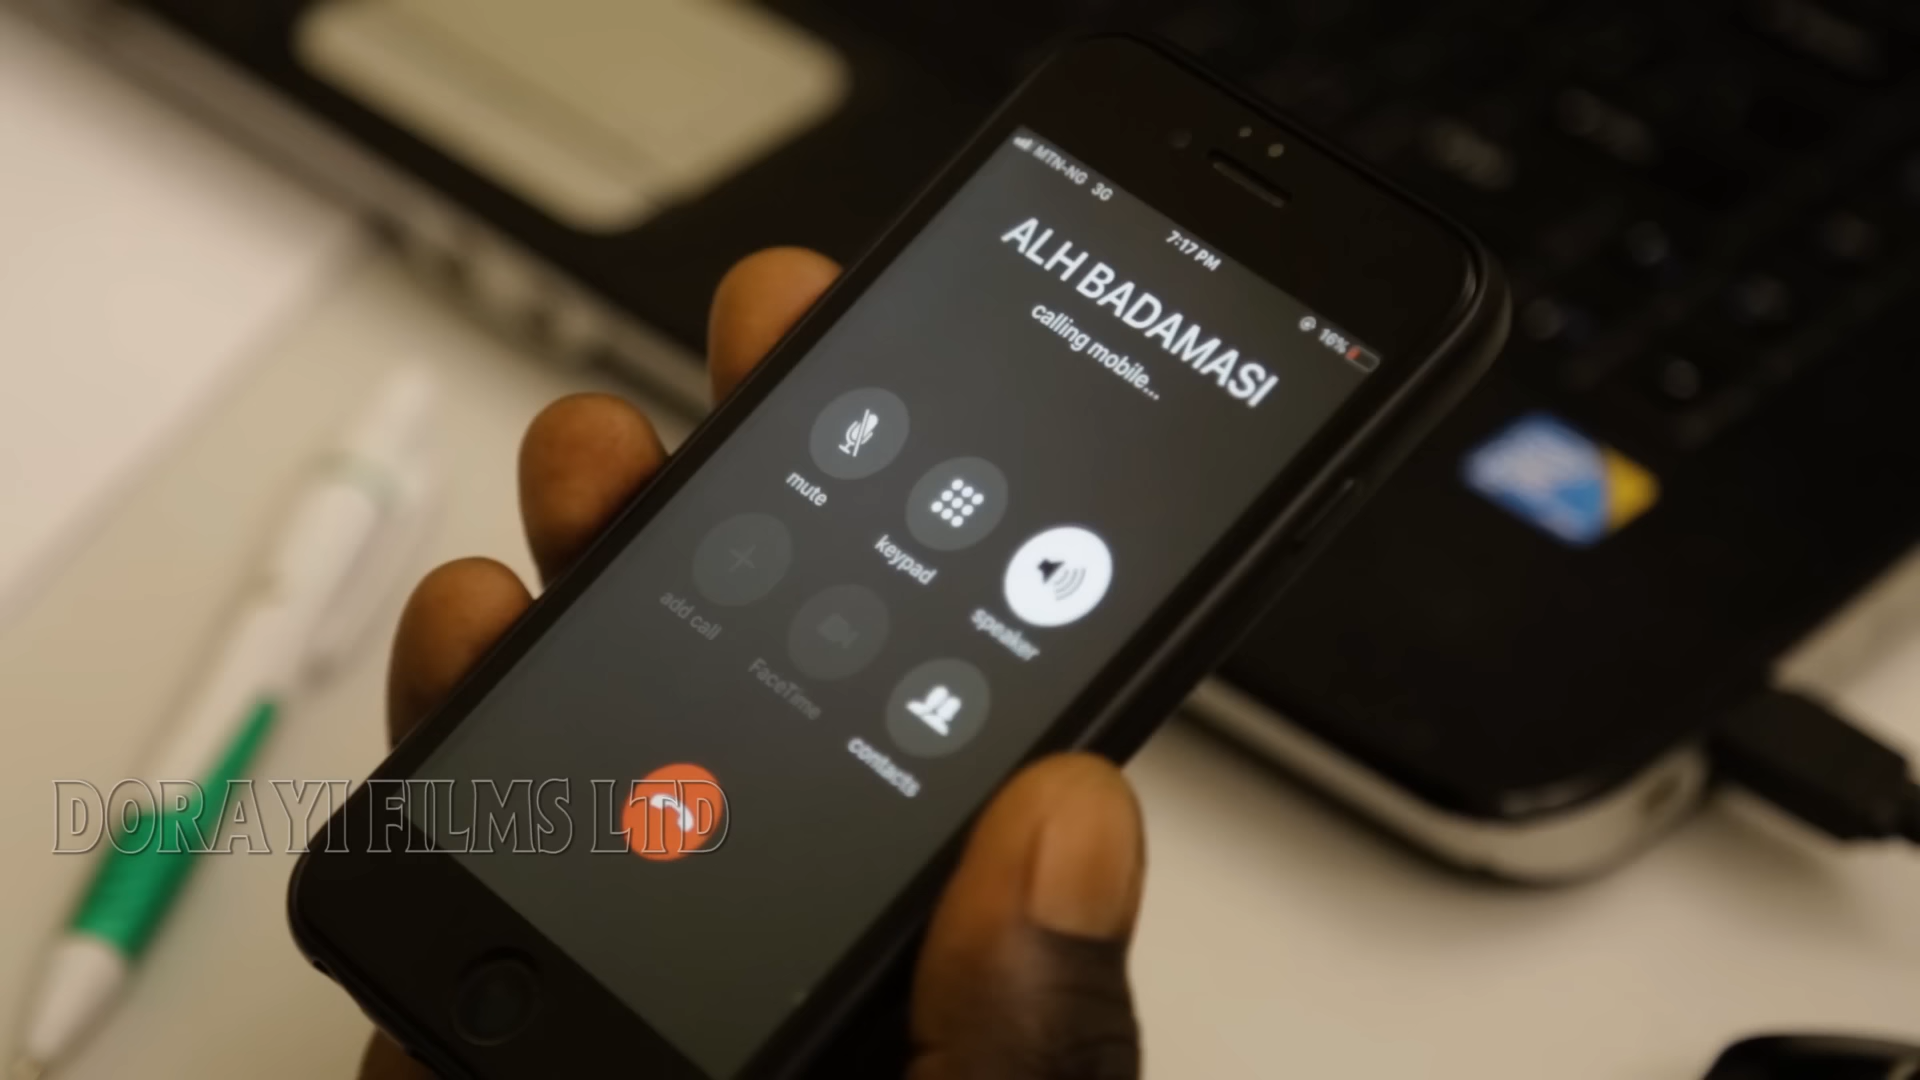 MTN-NG 3G
7:17 PM
16%
ALH BADAMASI
calling mobile...
mute
keypad
speaker
add call
FaceTime
contacts
DORAYI FILMS LTD